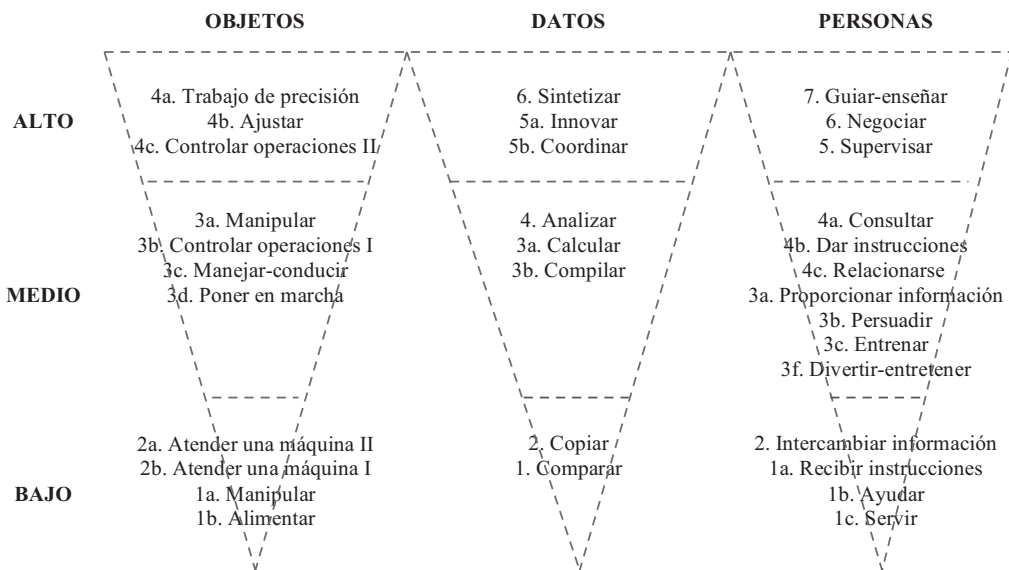 OBJETOS DATOS PERSONAS
ALTO
4a. Trabajo de precisión
4b. Ajustar
4c. Controlar operaciones II
6. Sintetizar
5a. Innovar
5b. Coordinar
7. Guiar-enseñar
6. Negociar
5. Supervisar
MEDIO
3a. Manipular
3b. Controlar operaciones I
3c. Manejar-conducir
3d. Poner en marcha
4. Analizar
3a. Calcular
3b. Compilar
4a. Consultar
4b. Dar instrucciones
4c. Relacionarse
3a. Proporcionar información
3b. Persuadir
3c. Entrenar
3f. Divertir-entretener
BAJO
2a. Atender una máquina II
2b. Atender una máquina I
1a. Manipular
1b. Alimentar
2. Copiar
1. Comparar
2. Intercambiar información
1a. Recibir instrucciones
1b. Ayudar
1c. Servir